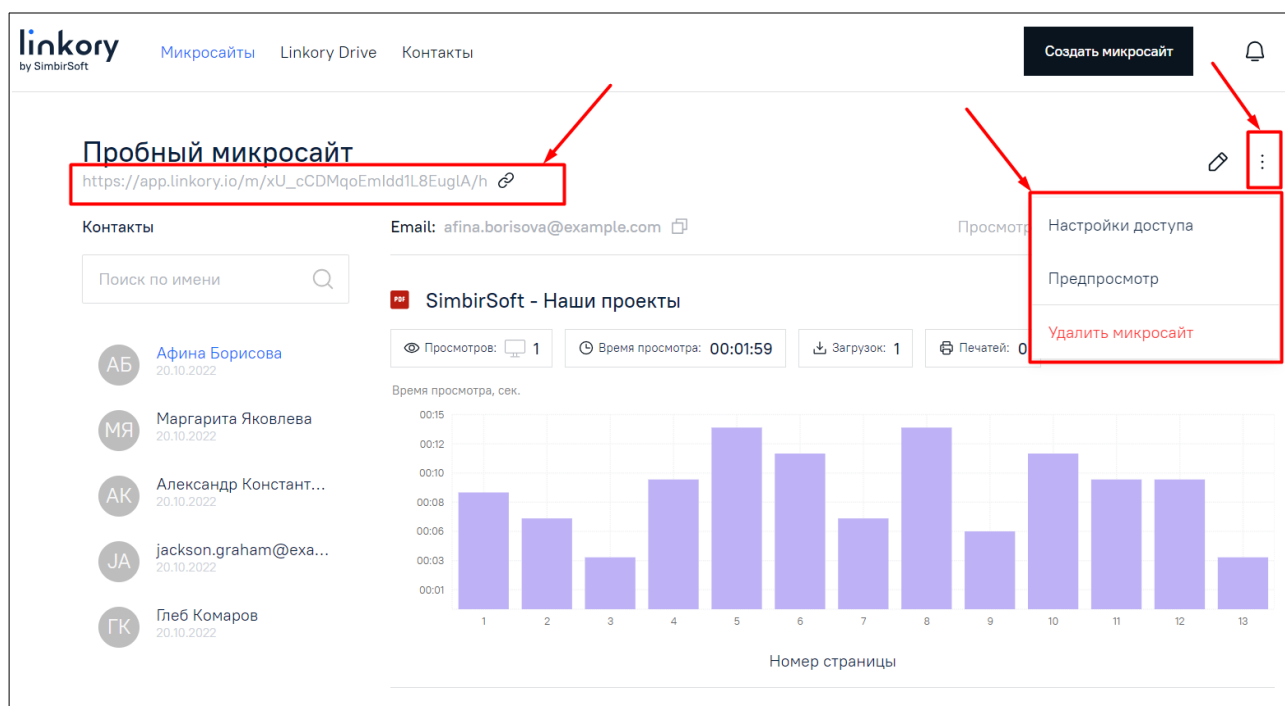 linkory
by SimbirSoft
Микросайты
Linkory Drive
Контакты
Создать микросайт
Пробный микросайт
https://app.linkory.io/m/xU_cCDMqoEmIdd1L8EuglA/h
Контакты
Поиск по имени
АБ
Афина Борисова
20.10.2022
МЯ
Маргарита Яковлева
20.10.2022
АК
Александр Констант...
20.10.2022
JA
jackson.graham@exa...
20.10.2022
ГК
Глеб Комаров
20.10.2022
Email: afina.borisova@example.com
Просмотр
Настройки доступа
Предпросмотр
Удалить микросайт
PDF
SimbirSoft - Наши проекты
Просмотров: 1
Время просмотра: 00:01:59
Загрузок: 1
Печатей: 0
Время просмотра, сек.
00:15
00:12
00:10
00:08
00:06
00:03
00:01
1 2 3 4 5 6 7 8 9 10 11 12 13
Номер страницы